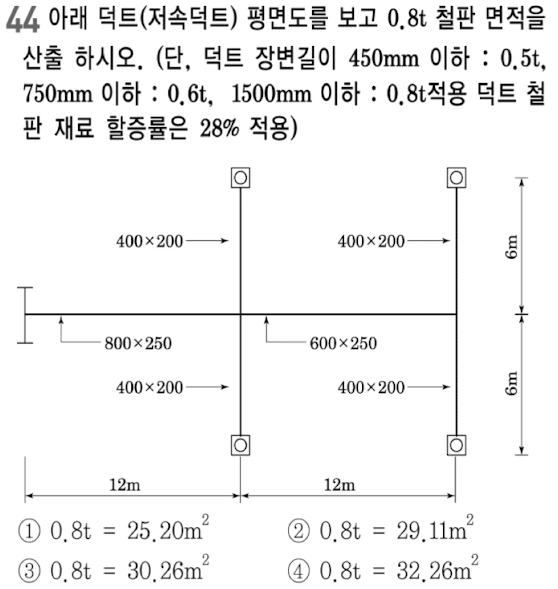 44 아래 덕트(저속덕트) 평면도를 보고 0.8t 철판 면적을
산출 하시오. (단, 덕트 장변길이 450mm 이하 : 0.5t,
750mm 이하 : 0.6t, 1500mm 이하 : 0.8t적용 덕트 철
판 재료 할증률은 28% 적용)
400×200
400×200
6m
800×250
600×250
400×200
400×200
6m
12m
12m
① 0.8t = 25.20m²
② 0.8t = 29.11m²
③ 0.8t = 30.26m²
④ 0.8t = 32.26m²